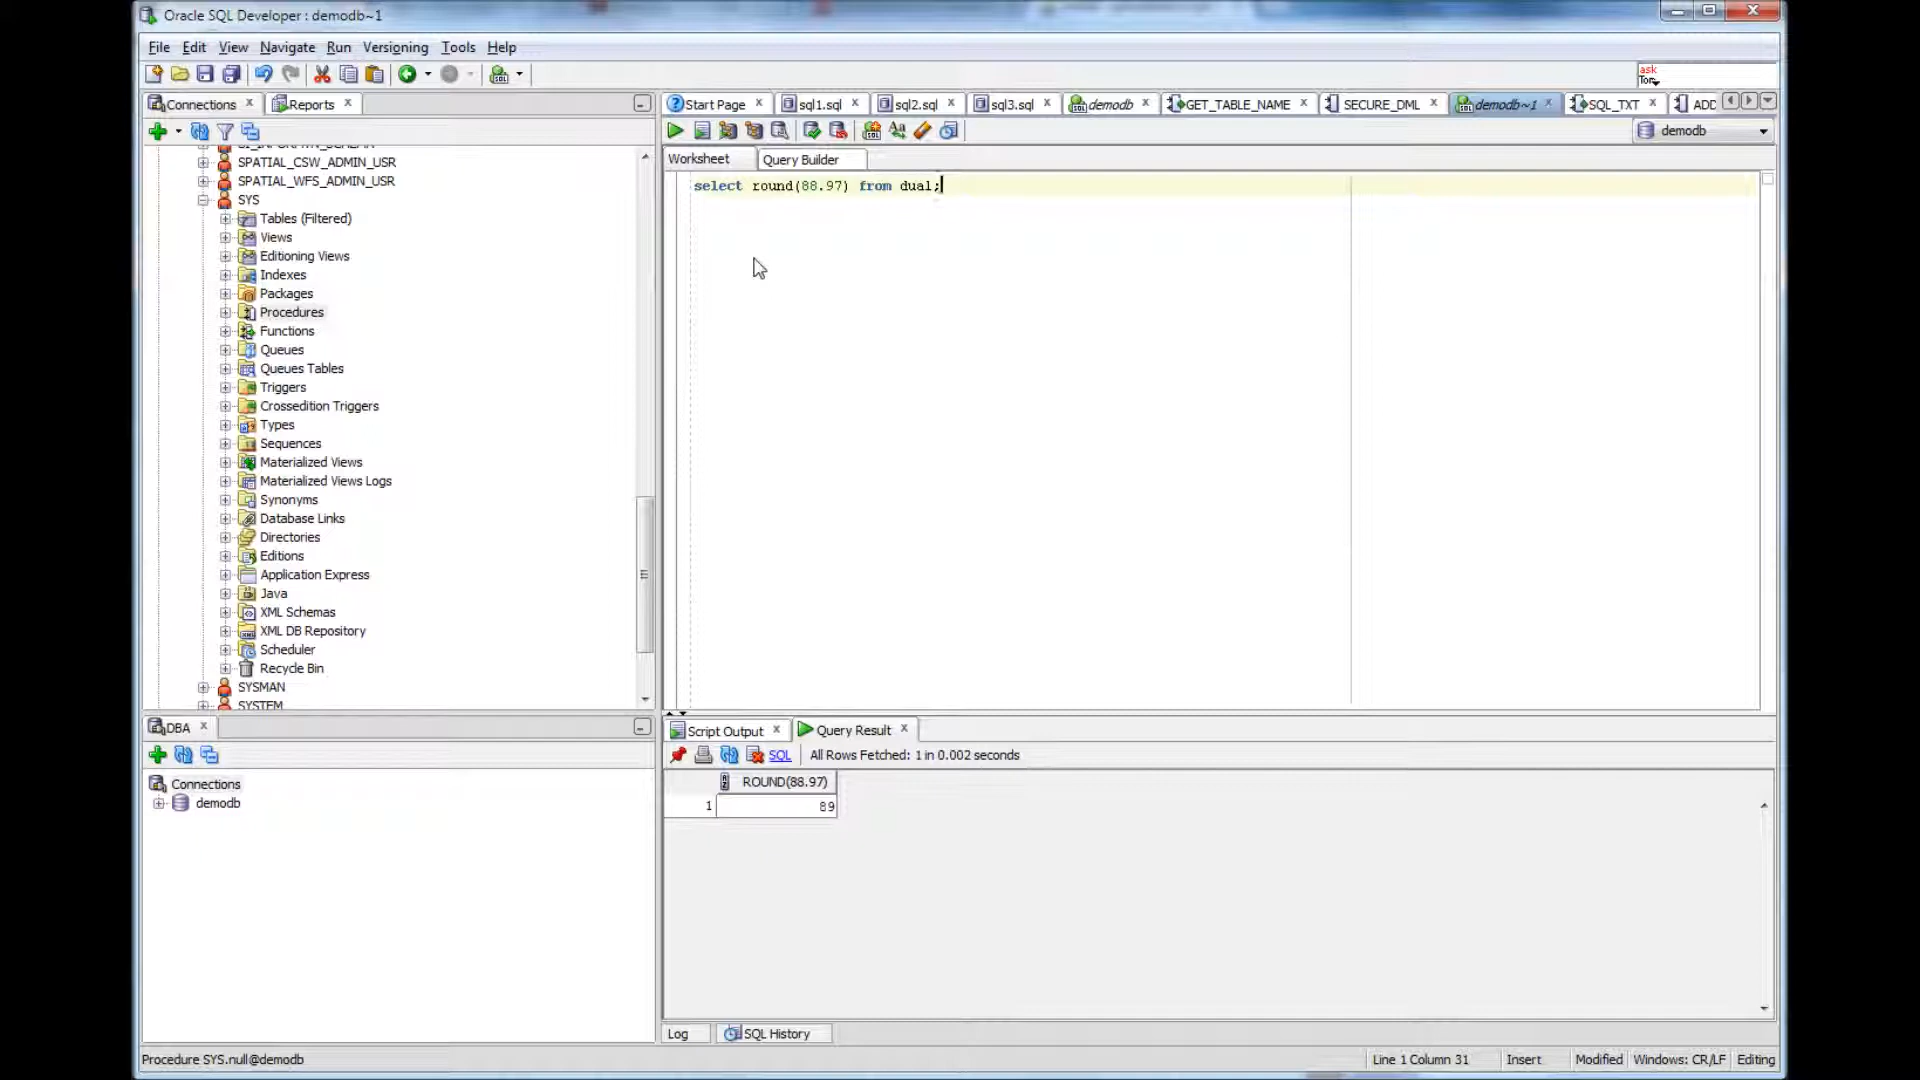 Oracle SQL Developer : demodb~1
File Edit View Navigate Run Versioning Tools Help
ask
Tom
Connections Reports
Start Page sql1.sql sql2.sql sql3.sql demodb GET_TABLE_NAME SECURE_DML demodb~1 SQL_TXT ADD
demodb
Worksheet Query Builder
select round(88.97) from dual;
SPATIAL_CSW_ADMIN_USR
SPATIAL_WFS_ADMIN_USR
SYS
Tables (Filtered)
Views
Editioning Views
Indexes
Packages
Procedures
Functions
Queues
Queues Tables
Triggers
Crossedition Triggers
Types
Sequences
Materialized Views
Materialized Views Logs
Synonyms
Database Links
Directories
Editions
Application Express
Java
XML Schemas
XML DB Repository
Scheduler
Recycle Bin
SYSMAN
SYSTEM
DBA
Connections
demodb
Script Output Query Result
SQL All Rows Fetched: 1 in 0.002 seconds
ROUND(88.97)
1 89
Log SQL History
Procedure SYS.null@demodb Line 1 Column 31 Insert Modified Windows: CR/LF Editing